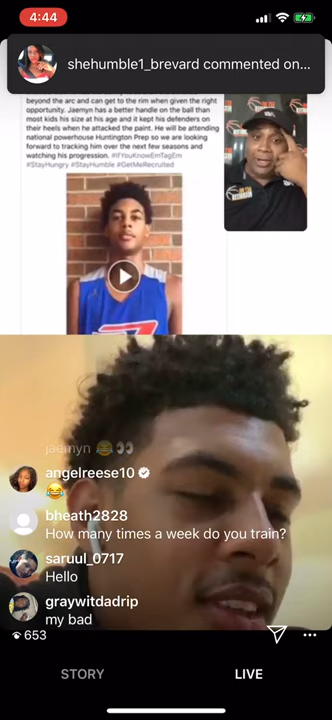 4:44
shehumble1_brevard commented on...
beyond the arc and can get to the rim when given the right
opportunity. Jaemyn has a better handle on the ball than
most kids his size at his age and it kept his defenders on
their heels when he attacked the paint. He will be attending
national powerhouse Huntington Prep so we are looking
forward to tracking him over the next few seasons and
watching his progression. #IfYouKnowEmTagEm
#StayHungry #StayHumble #GetMeRecruited
jaemyn 😂👀
angelreese10
😂
bheath2828
How many times a week do you train?
saruul_0717
Hello
graywitdadrip
my bad
653
STORY
LIVE